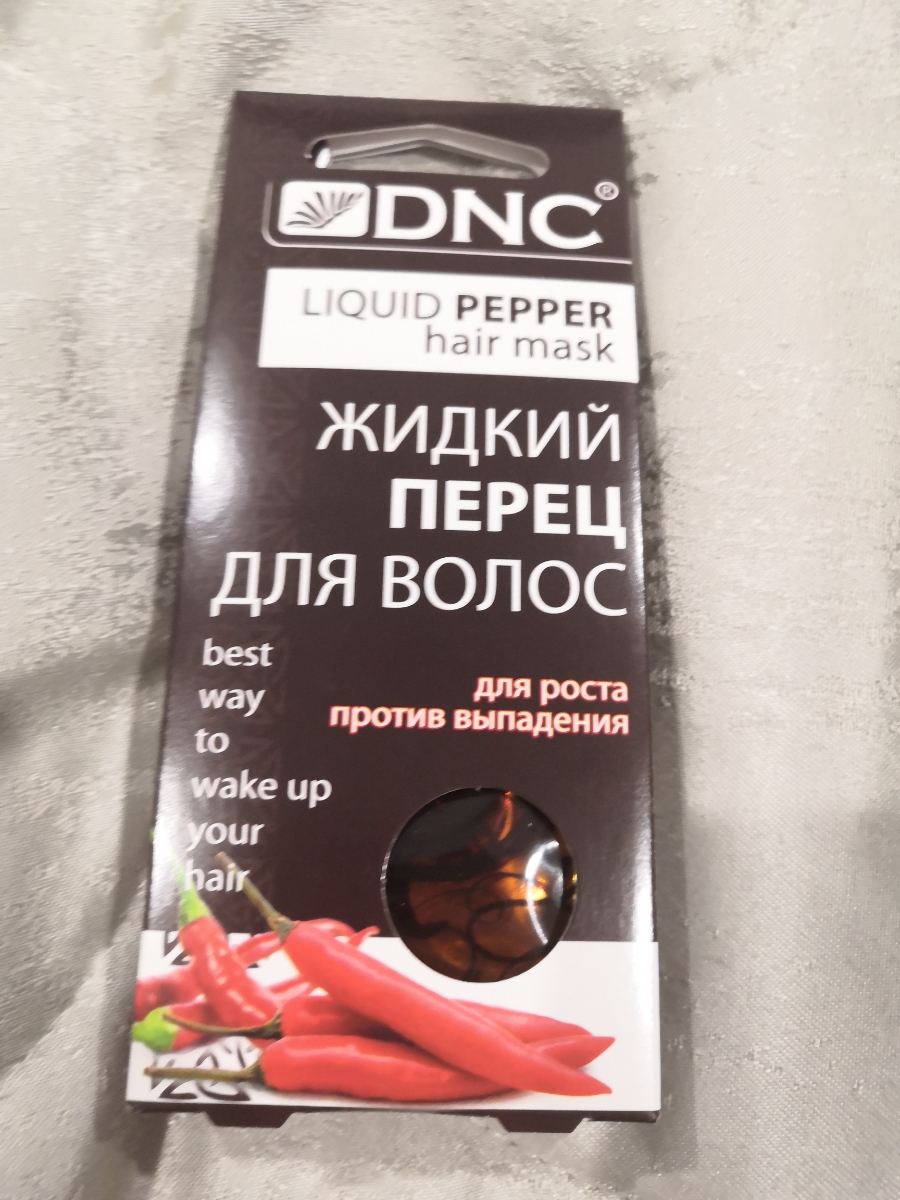 DNC®
LIQUID PEPPER
hair mask
ЖИДКИЙ
ПЕРЕЦ
ДЛЯ ВОЛОС
best
way
to
wake up
your
hair
для роста
против выпадения